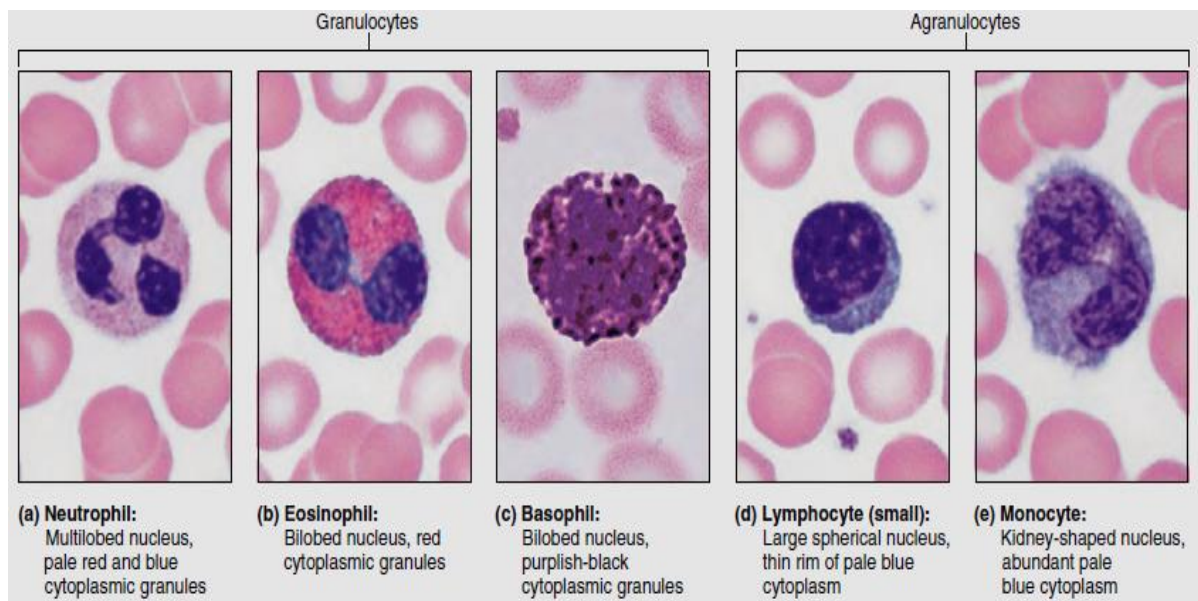 Granulocytes
Agranulocytes
(a) Neutrophil:
Multilobed nucleus,
pale red and blue
cytoplasmic granules
(b) Eosinophil:
Bilobed nucleus, red
cytoplasmic granules
(c) Basophil:
Bilobed nucleus,
purplish-black
cytoplasmic granules
(d) Lymphocyte (small):
Large spherical nucleus,
thin rim of pale blue
cytoplasm
(e) Monocyte:
Kidney-shaped nucleus,
abundant pale
blue cytoplasm